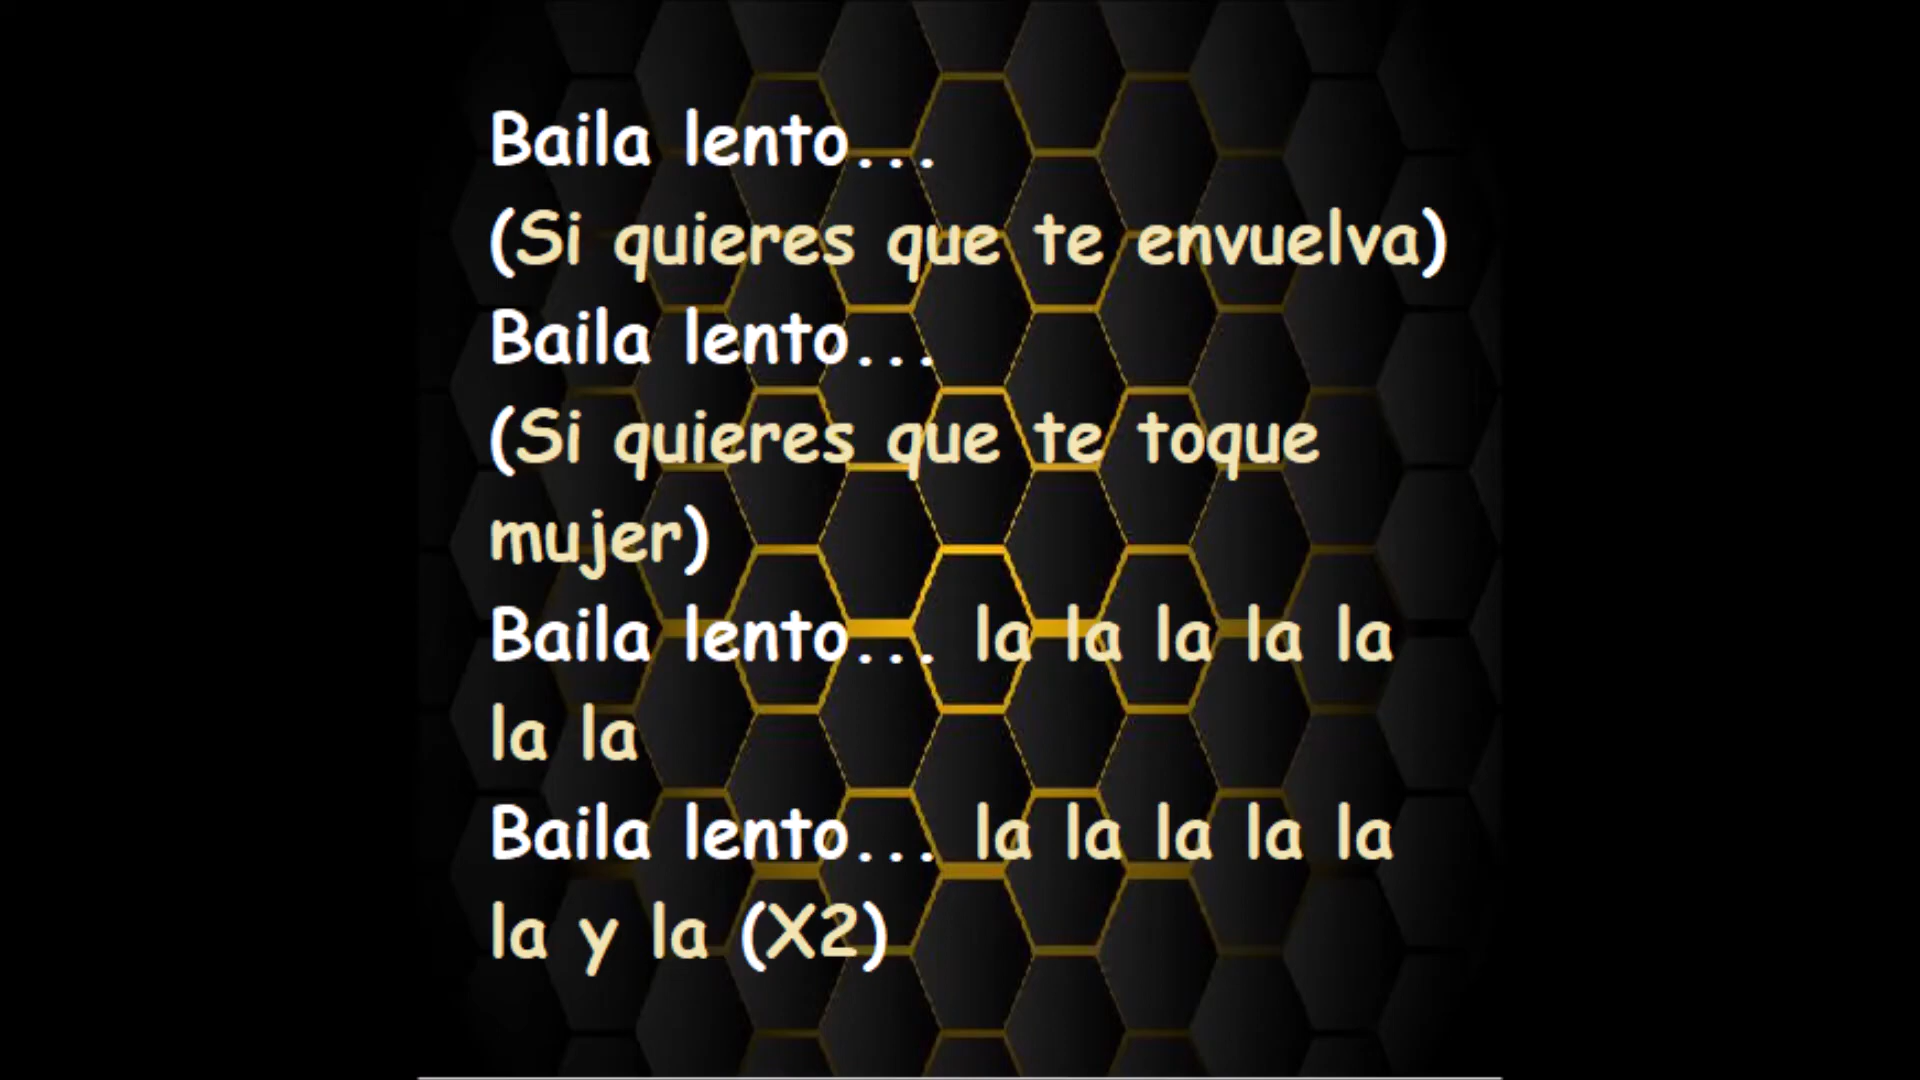 Baila lento...
(Si quieres que te envuelva)
Baila lento...
(Si quieres que te toque
mujer)
Baila lento... la la la la la
la la
Baila lento... la la la la la
la y la (X2)